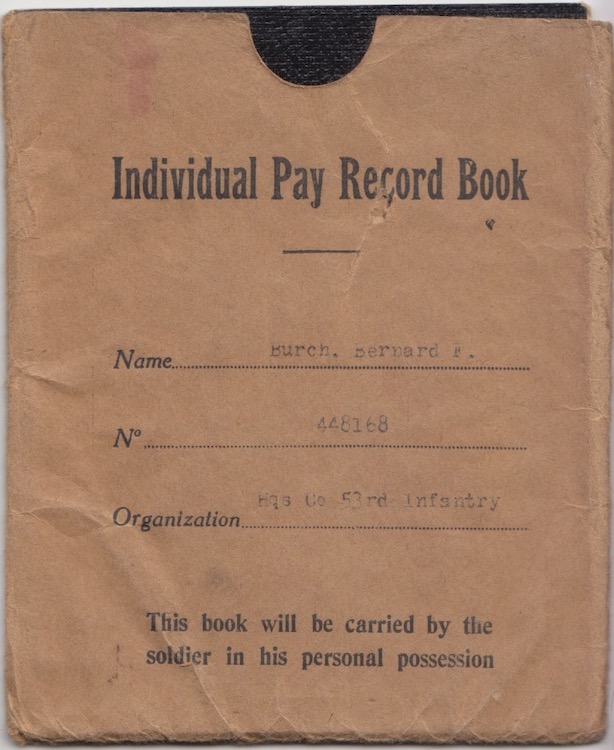 Individual Pay Record Book
Name Burch, Bernard F.
Nº 448168
Organization Hqs Co 53rd Infantry
This book will be carried by the
soldier in his personal possession